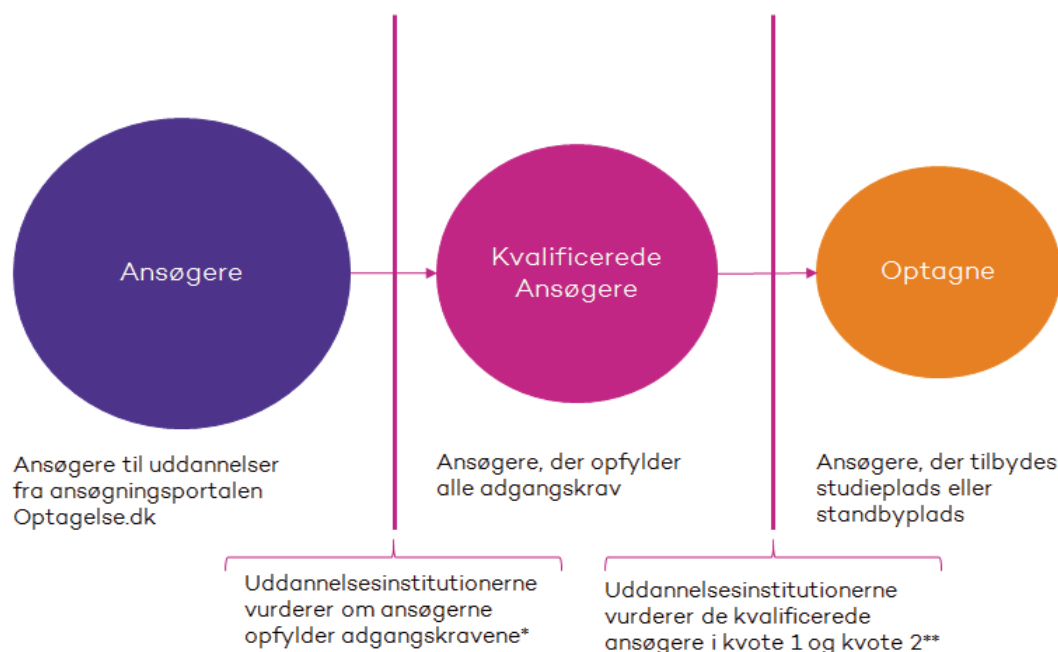 Ansøgere
Kvalificerede
Ansøgere
Optagne
Ansøgere til uddannelser
fra ansøgningsportalen
Optagelse.dk
Ansøgere, der opfylder
alle adgangskrav
Ansøgere, der tilbydes
studieplads eller
standbyplads
Uddannelsesinstitutionerne
vurderer om ansøgerne
opfylder adgangskravene*
Uddannelsesinstitutionerne
vurderer de kvalificerede
ansøgere i kvote 1 og kvote 2**